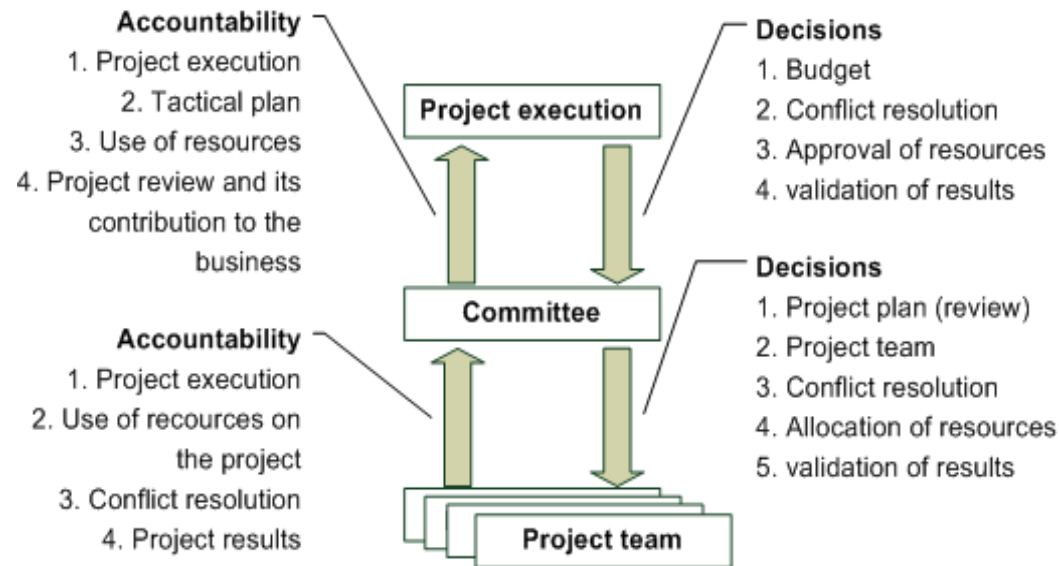 Accountability
1. Project execution
2. Tactical plan
3. Use of resources
4. Project review and its
contribution to the
business
Project execution
Decisions
1. Budget
2. Conflict resolution
3. Approval of resources
4. validation of results
Committee
Accountability
1. Project execution
2. Use of recources on
the project
3. Conflict resolution
4. Project results
Decisions
1. Project plan (review)
2. Project team
3. Conflict resolution
4. Allocation of resources
5. validation of results
Project team